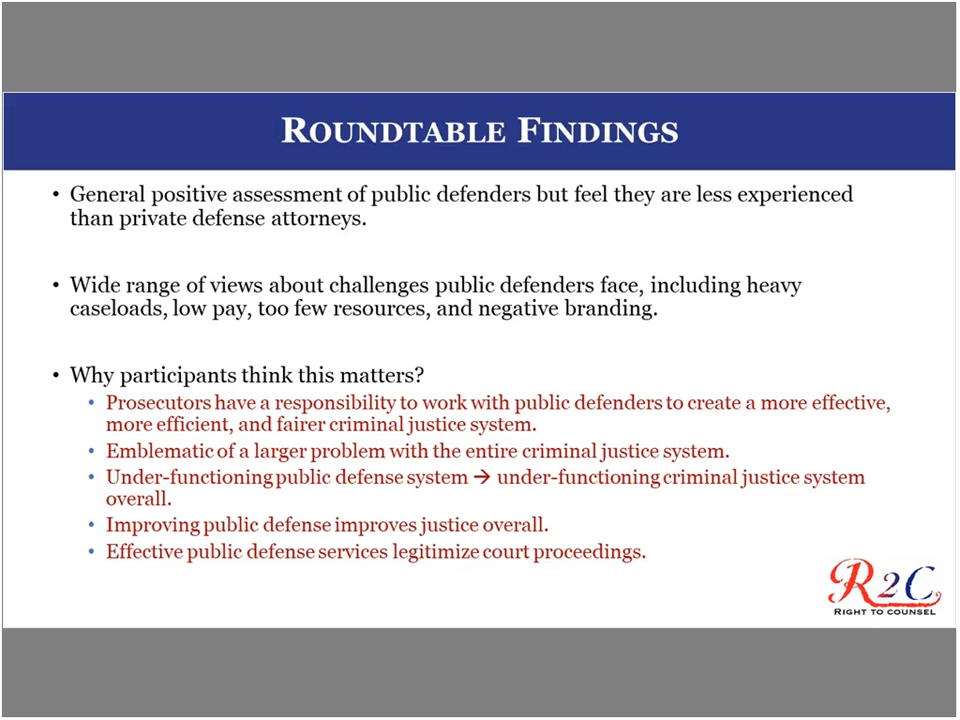 ROUNDTABLE FINDINGS
• General positive assessment of public defenders but feel they are less experienced
than private defense attorneys.
• Wide range of views about challenges public defenders face, including heavy
caseloads, low pay, too few resources, and negative branding.
• Why participants think this matters?
• Prosecutors have a responsibility to work with public defenders to create a more effective,
more efficient, and fairer criminal justice system.
• Emblematic of a larger problem with the entire criminal justice system.
• Under-functioning public defense system → under-functioning criminal justice system
overall.
• Improving public defense improves justice overall.
• Effective public defense services legitimize court proceedings.
R2C
RIGHT TO COUNSEL